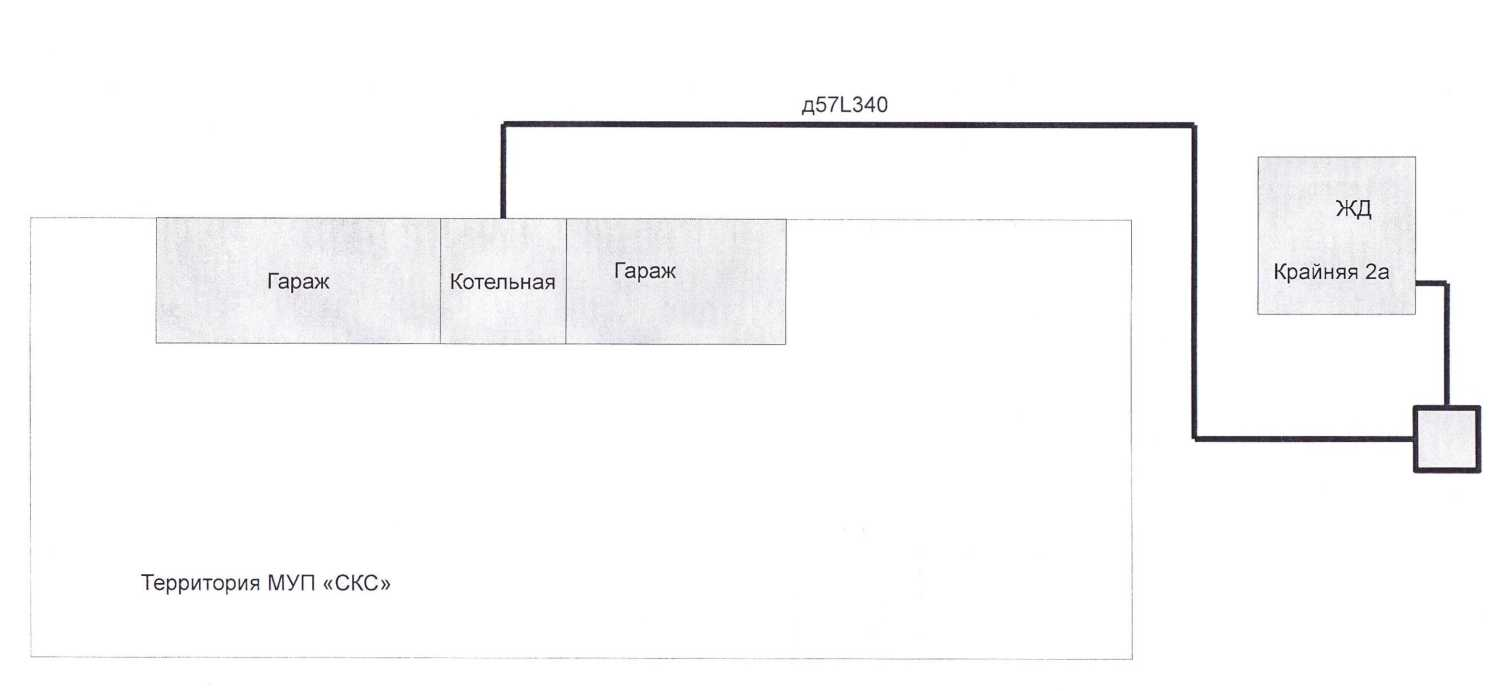 д57L340
ЖД
Крайняя 2а
Гараж
Котельная
Гараж
Территория МУП «СКС»